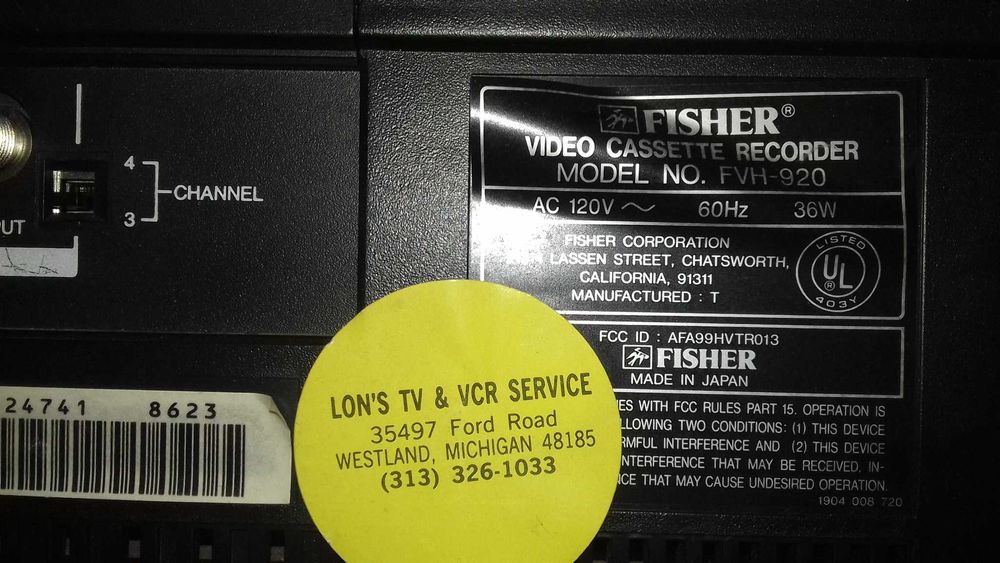 4
CHANNEL
3
PUT
24741 8623
FISHER®
VIDEO CASSETTE RECORDER
MODEL NO. FVH-920
AC 120V ~ 60Hz 36W
FISHER CORPORATION
LASSEN STREET, CHATSWORTH,
CALIFORNIA, 91311
MANUFACTURED : T
LISTED
UL®
403Y
FCC ID : AFA99HVTR013
FISHER
MADE IN JAPAN
ES WITH FCC RULES PART 15. OPERATION IS
LLOWING TWO CONDITIONS: (1) THIS DEVICE
RMFUL INTERFERENCE AND (2) THIS DEVICE
NTERFERENCE THAT MAY BE RECEIVED, IN-
CE THAT MAY CAUSE UNDESIRED OPERATION.
1904 008 720
LON'S TV & VCR SERVICE
35497 Ford Road
WESTLAND, MICHIGAN 48185
(313) 326-1033